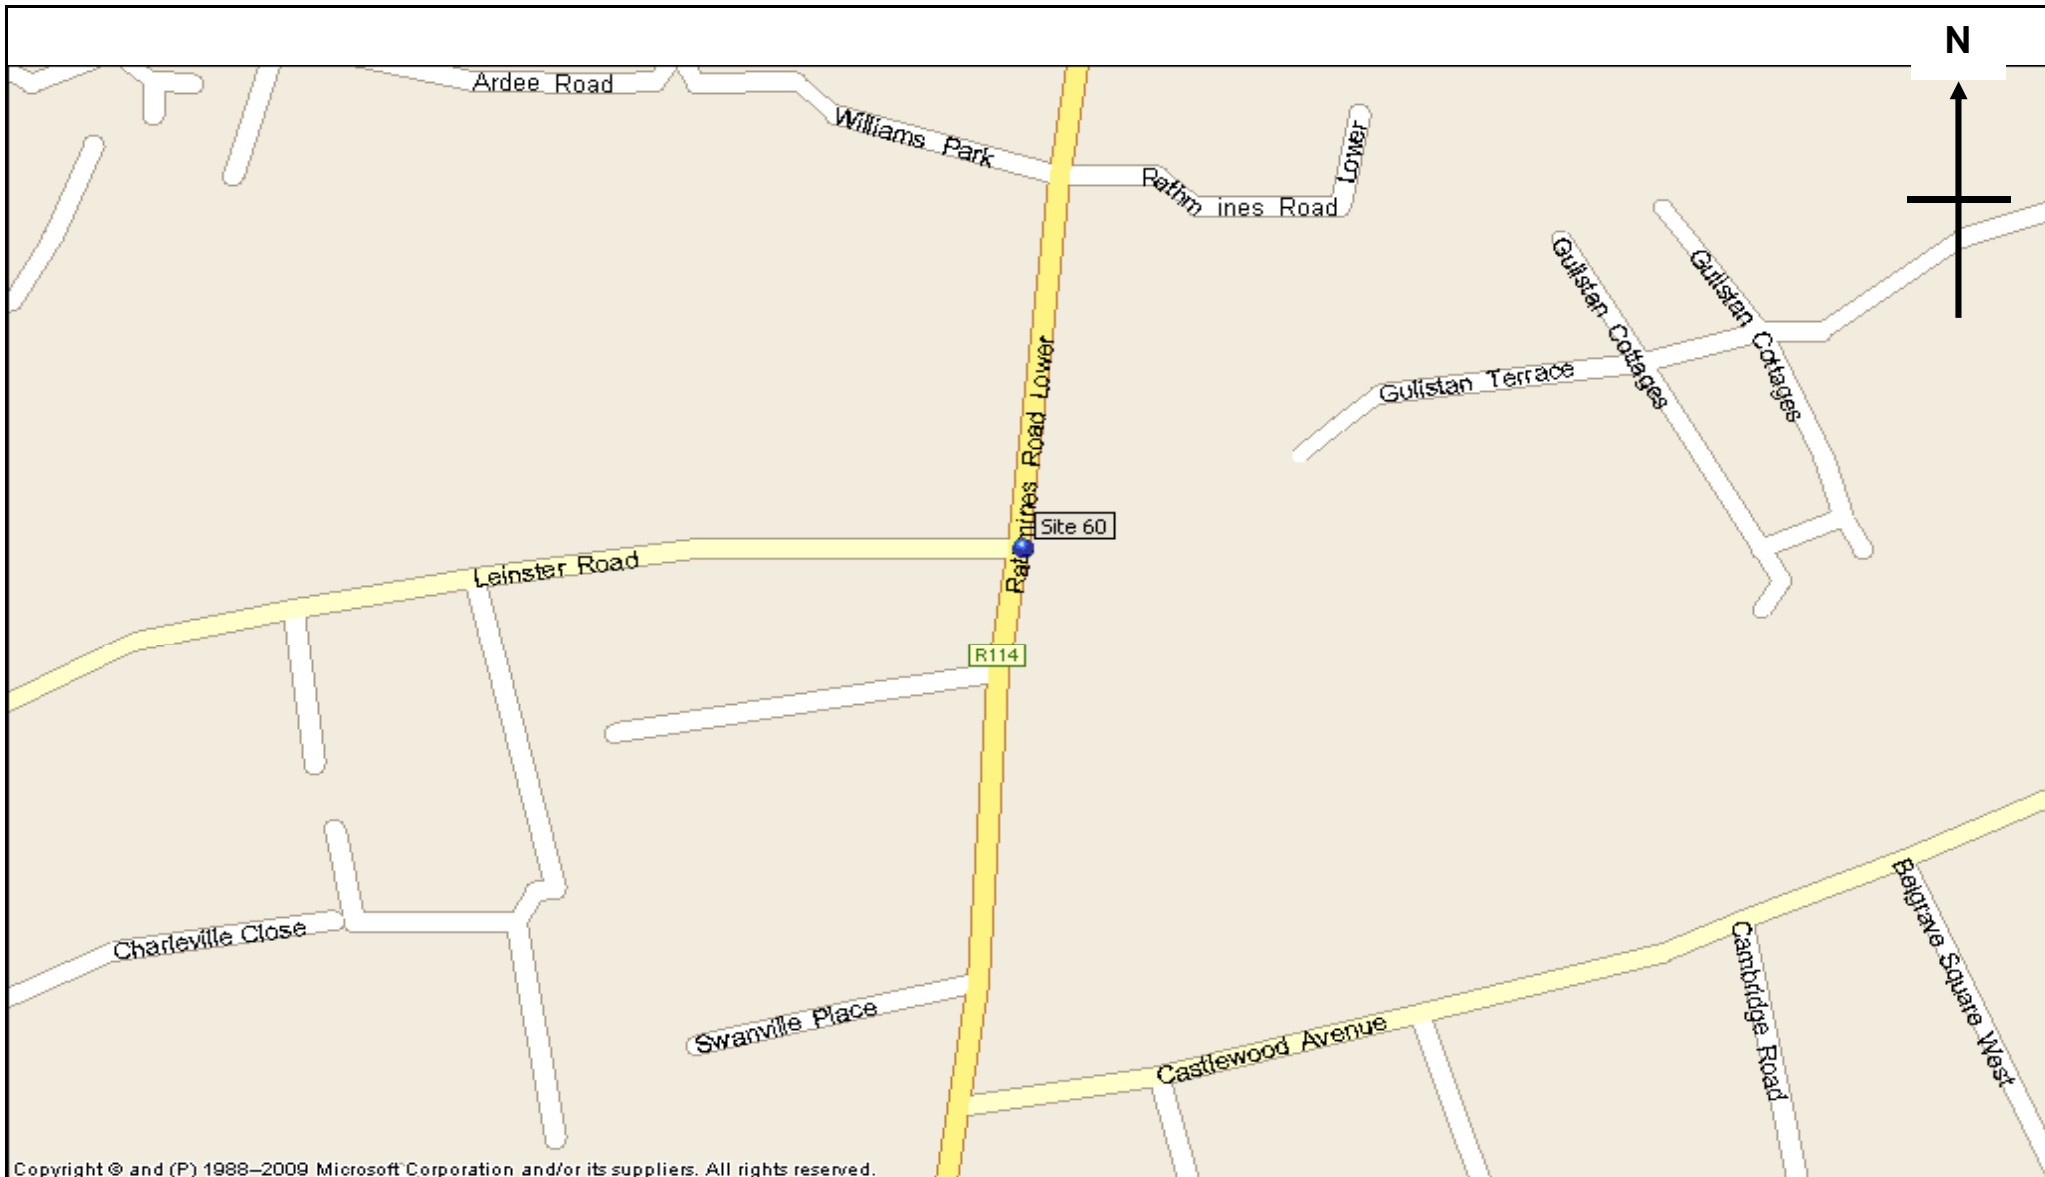 N
Ardee Road
Williams Park
Rathmines Road Lower
Gulistan Cottages
Gulistan Cottages
Gulistan Terrace
Rathmines Road Lower
Site 60
Leinster Road
R114
Charleville Close
Swanville Place
Castlewood Avenue
Cambridge Road
Belgrave Square West
Copyright © and (P) 1988–2009 Microsoft Corporation and/or its suppliers. All rights reserved.